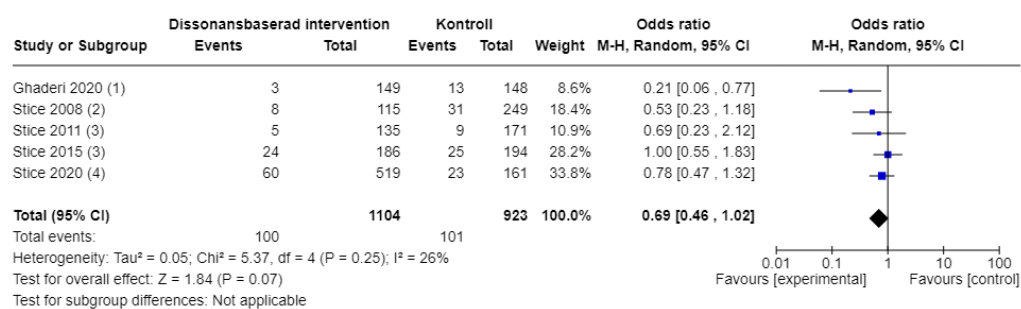 Dissonansbaserad intervention Kontroll Odds ratio Odds ratio
Study or Subgroup Events Total Events Total Weight M-H, Random, 95% CI M-H, Random, 95% CI
Ghaderi 2020 (1) 3 149 13 148 8.6% 0.21 [0.06 , 0.77]
Stice 2008 (2) 8 115 31 249 18.4% 0.53 [0.23 , 1.18]
Stice 2011 (3) 5 135 9 171 10.9% 0.69 [0.23 , 2.12]
Stice 2015 (3) 24 186 25 194 28.2% 1.00 [0.55 , 1.83]
Stice 2020 (4) 60 519 23 161 33.8% 0.78 [0.47 , 1.32]
Total (95% CI) 1104 923 100.0% 0.69 [0.46 , 1.02]
Total events: 100 101
Heterogeneity: Tau² = 0.05; Chi² = 5.37, df = 4 (P = 0.25); I² = 26%
Test for overall effect: Z = 1.84 (P = 0.07)
Test for subgroup differences: Not applicable
0.01 0.1 1 10 100
Favours [experimental] Favours [control]